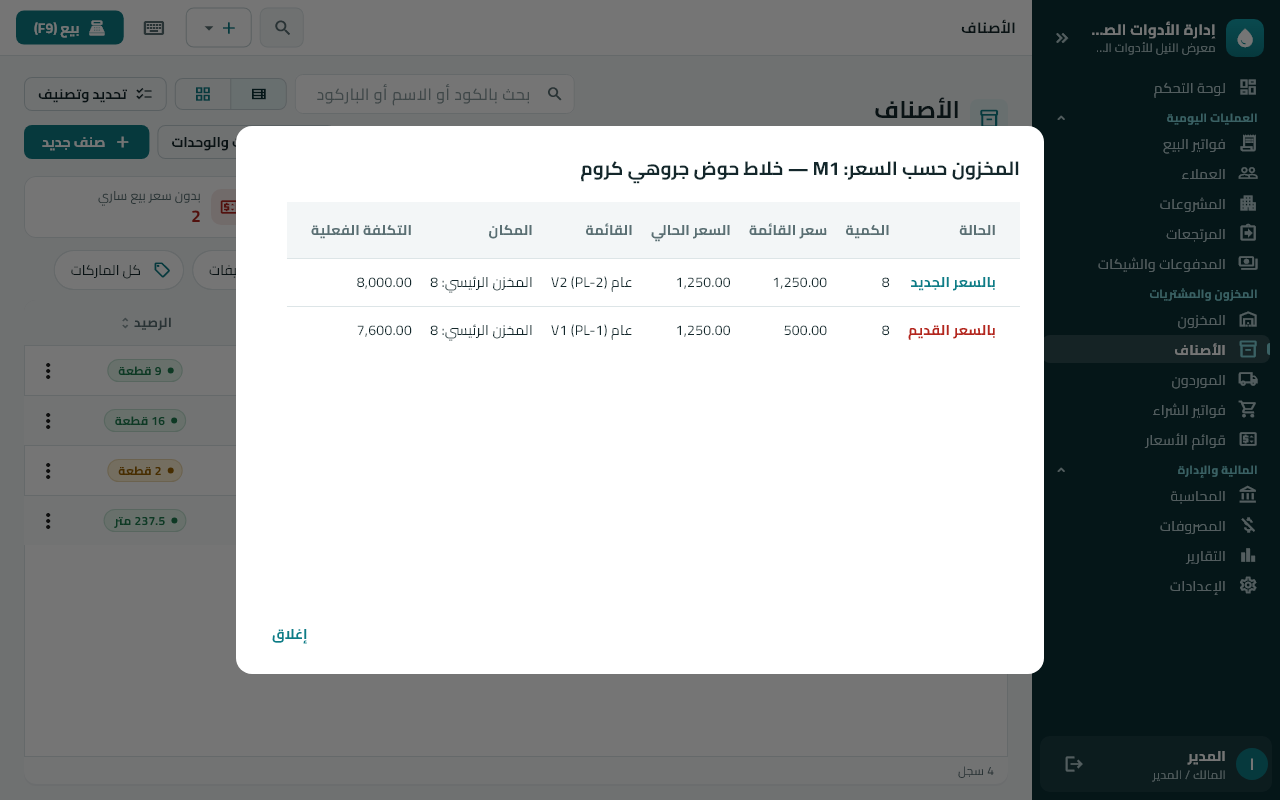 إدارة الأدوات الصـ...
معرض النيل للأدوات الـ...
لوحة التحكم
العمليات اليومية
فواتير البيع
العملاء
المشروعات
المرتجعات
المدفوعات والشيكات
المخزون والمشتريات
المخزون
الأصناف
الموردون
فواتير الشراء
قوائم الأسعار
المالية والإدارة
المحاسبة
المصروفات
التقارير
الإعدادات
المدير
المالك / المدير
الأصناف
بيع (F9)
الأصناف
بحث بالكود أو الاسم أو الباركود
تحديد وتصنيف
والوحدات
صنف جديد
بدون سعر بيع ساري
2
كل الماركات
الرصيد
9 قطعة
16 قطعة
2 قطعة
237.5 متر
4 سجل
المخزون حسب السعر: M1 — خلاط حوض جروهي كروم
الحالة الكمية سعر القائمة السعر الحالي القائمة المكان التكلفة الفعلية
بالسعر الجديد 8 1,250.00 1,250.00 عام V2 (PL-2) المخزن الرئيسي: 8 8,000.00
بالسعر القديم 8 500.00 1,250.00 عام V1 (PL-1) المخزن الرئيسي: 8 7,600.00
إغلاق